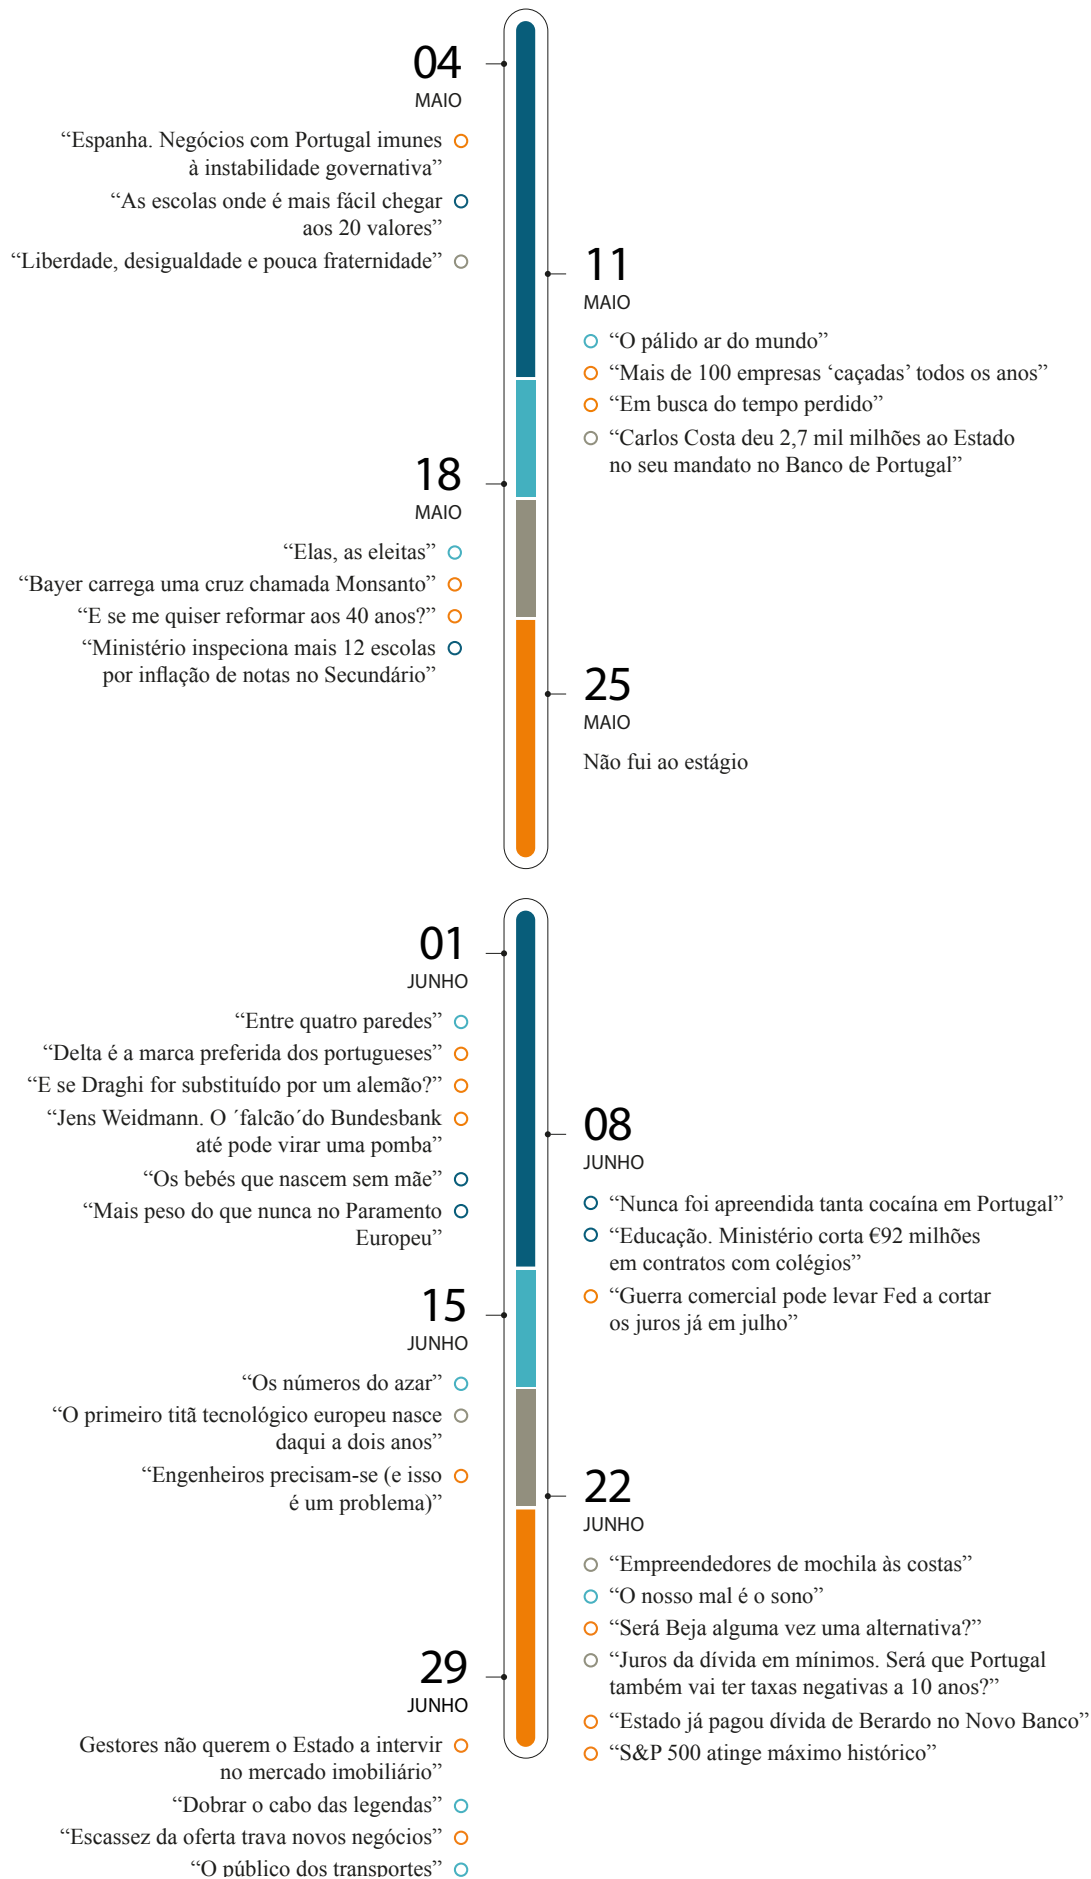 04
MAIO
“Espanha. Negócios com Portugal imunes
à instabilidade governativa”
“As escolas onde é mais fácil chegar
aos 20 valores”
“Liberdade, desigualdade e pouca fraternidade”
11
MAIO
“O pálido ar do mundo”
“Mais de 100 empresas ‘caçadas’ todos os anos”
“Em busca do tempo perdido”
“Carlos Costa deu 2,7 mil milhões ao Estado
no seu mandato no Banco de Portugal”
18
MAIO
“Elas, as eleitas”
“Bayer carrega uma cruz chamada Monsanto”
“E se me quiser reformar aos 40 anos?”
“Ministério inspeciona mais 12 escolas
por inflação de notas no Secundário”
25
MAIO
Não fui ao estágio
01
JUNHO
“Entre quatro paredes”
“Delta é a marca preferida dos portugueses”
“E se Draghi for substituído por um alemão?”
“Jens Weidmann. O ´falcão´do Bundesbank
até pode virar uma pomba”
“Os bebés que nascem sem mãe”
“Mais peso do que nunca no Paramento
Europeu”
08
JUNHO
“Nunca foi apreendida tanta cocaína em Portugal”
“Educação. Ministério corta €92 milhões
em contratos com colégios”
“Guerra comercial pode levar Fed a cortar
os juros já em julho”
15
JUNHO
“Os números do azar”
“O primeiro titã tecnológico europeu nasce
daqui a dois anos”
“Engenheiros precisam-se (e isso
é um problema)”
22
JUNHO
“Empreendedores de mochila às costas”
“O nosso mal é o sono”
“Será Beja alguma vez uma alternativa?”
“Juros da dívida em mínimos. Será que Portugal
também vai ter taxas negativas a 10 anos?”
“Estado já pagou dívida de Berardo no Novo Banco”
“S&P 500 atinge máximo histórico”
29
JUNHO
Gestores não querem o Estado a intervir
no mercado imobiliário”
“Dobrar o cabo das legendas”
“Escassez da oferta trava novos negócios”
“O público dos transportes”